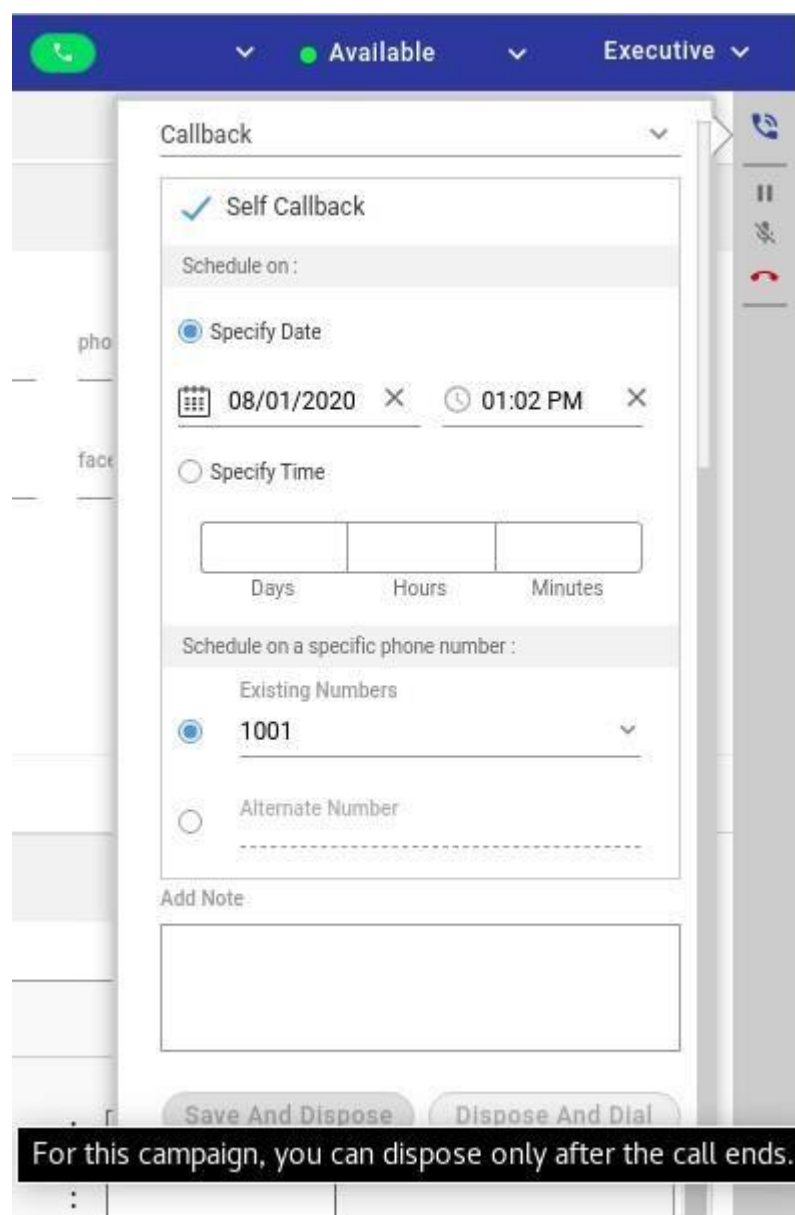 Available Executive
Callback
Self Callback
Schedule on :
Specify Date
pho
08/01/2020 01:02 PM
face
Specify Time
Days Hours Minutes
Schedule on a specific phone number :
Existing Numbers
1001
Alternate Number
Add Note
Save And Dispose Dispose And Dial
For this campaign, you can dispose only after the call ends.